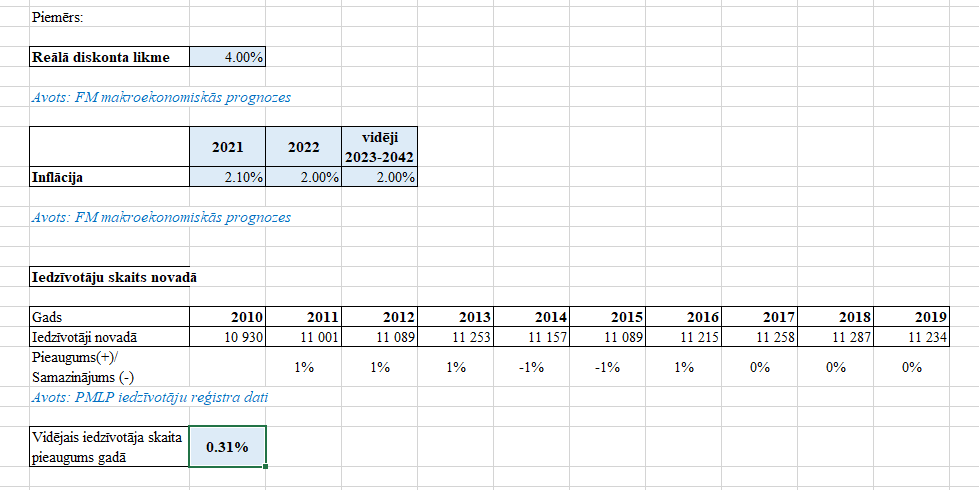 Piemērs:
Reālā diskonta likme 4.00%
Avots: FM makroekonomiskās prognozes
2021 2022 vidēji 2023-2042
Inflācija 2.10% 2.00% 2.00%
Avots: FM makroekonomiskās prognozes
Iedzīvotāju skaits novadā
Gads 2010 2011 2012 2013 2014 2015 2016 2017 2018 2019
Iedzīvotāji novadā 10 930 11 001 11 089 11 253 11 157 11 089 11 215 11 258 11 287 11 234
Pieaugums(+)/
Samazinājums (-) 1% 1% 1% -1% -1% 1% 0% 0% 0%
Avots: PMLP iedzīvotāju reģistra dati
Vidējais iedzīvotāja skaita
pieaugums gadā 0.31%